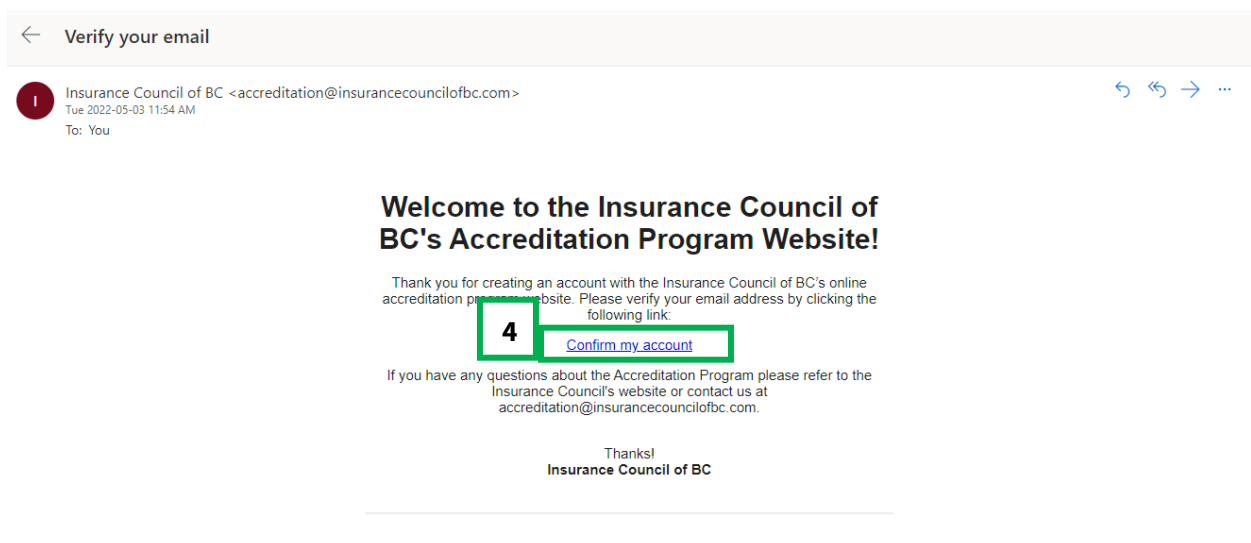 Verify your email
I
Insurance Council of BC <accreditation@insurancecouncilofbc.com>
Tue 2022-05-03 11:54 AM
To: You
Welcome to the Insurance Council of
BC's Accreditation Program Website!
Thank you for creating an account with the Insurance Council of BC's online
accreditation program website. Please verify your email address by clicking the
following link:
4
Confirm my account
If you have any questions about the Accreditation Program please refer to the
Insurance Council's website or contact us at
accreditation@insurancecouncilofbc.com.
Thanks!
Insurance Council of BC